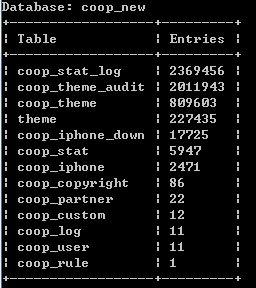 Database: coop_new
Table | Entries
coop_stat_log | 2369456
coop_theme_audit | 2011943
coop_theme | 809603
theme | 227435
coop_iphone_down | 17725
coop_stat | 5947
coop_iphone | 2471
coop_copyright | 86
coop_partner | 22
coop_custom | 12
coop_log | 11
coop_user | 11
coop_rule | 1